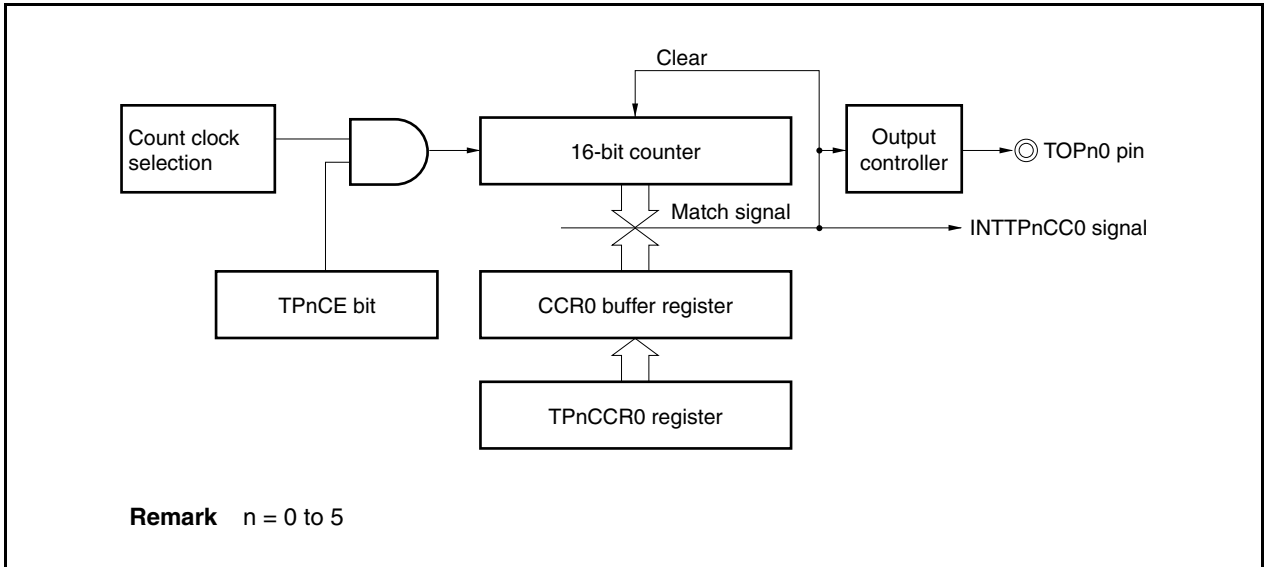 Clear
Count clock
selection
16-bit counter
Output
controller
TOPn0 pin
Match signal
INTTPnCC0 signal
TPnCE bit
CCR0 buffer register
TPnCCR0 register
Remark n = 0 to 5